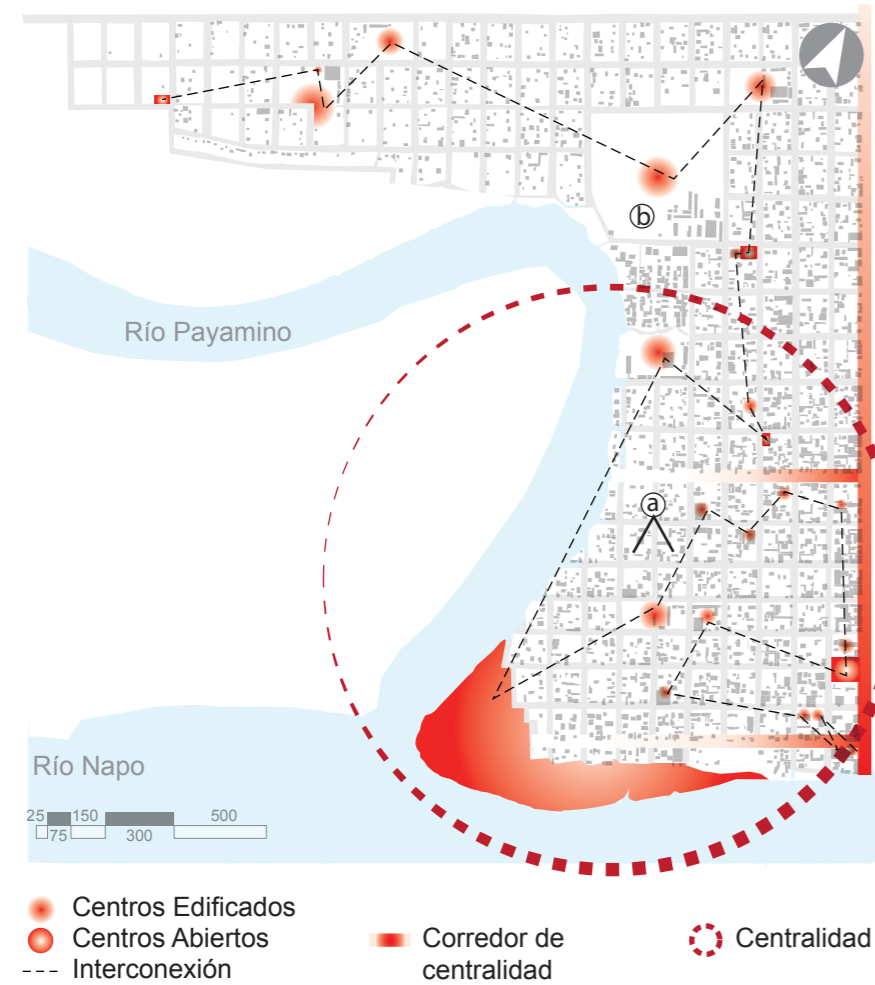 ⓑ
Río Payamino
ⓐ
Río Napo
25 150 500
75 300
Centros Edificados
Centros Abiertos
Interconexión
Corredor de
centralidad
Centralidad